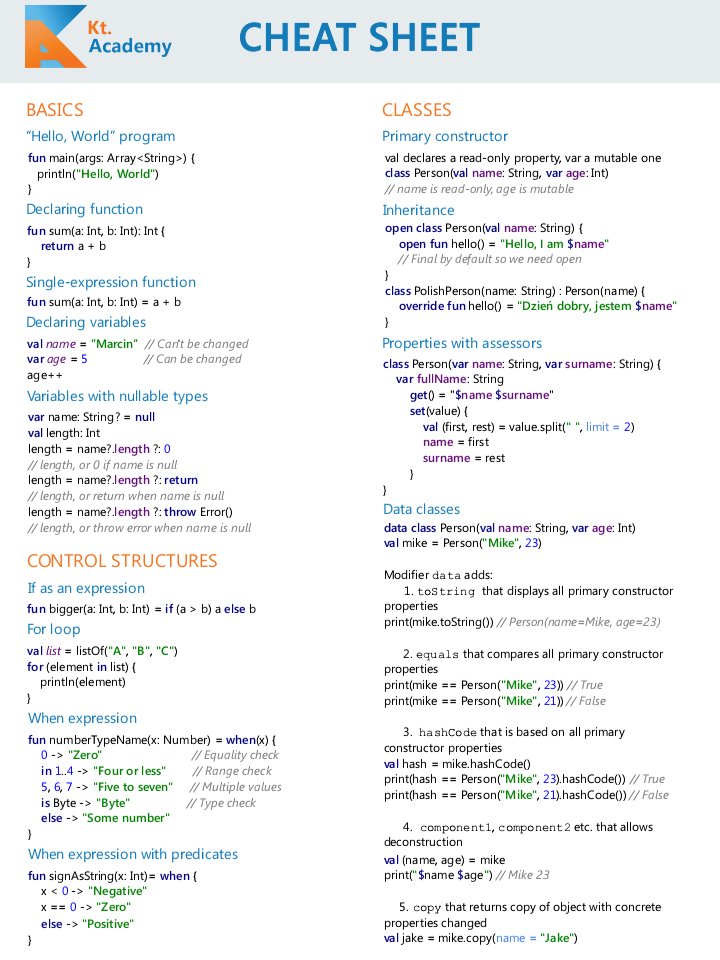 Kt.
Academy
CHEAT SHEET
BASICS
“Hello, World” program
fun main(args: Array<String>) {
println("Hello, World")
}
Declaring function
fun sum(a: Int, b: Int): Int {
return a + b
}
Single-expression function
fun sum(a: Int, b: Int) = a + b
Declaring variables
val name = “Marcin” // Can't be changed
var age = 5 // Can be changed
age++
Variables with nullable types
var name: String? = null
val length: Int
length = name?.length ?: 0
// length, or 0 if name is null
length = name?.length ?: return
// length, or return when name is null
length = name?.length ?: throw Error()
// length, or throw error when name is null
CONTROL STRUCTURES
If as an expression
fun bigger(a: Int, b: Int) = if (a > b) a else b
For loop
val list = listOf("A", "B", "C")
for (element in list) {
println(element)
}
When expression
fun numberTypeName(x: Number) = when(x) {
0 -> "Zero" // Equality check
in 1..4 -> "Four or less" // Range check
5, 6, 7 -> "Five to seven" // Multiple values
is Byte -> "Byte" // Type check
else -> "Some number"
}
When expression with predicates
fun signAsString(x: Int)= when {
x < 0 -> "Negative"
x == 0 -> "Zero"
else -> "Positive"
}
CLASSES
Primary constructor
val declares a read-only property, var a mutable one
class Person(val name: String, var age: Int)
// name is read-only, age is mutable
Inheritance
open class Person(val name: String) {
open fun hello() = "Hello, I am $name"
// Final by default so we need open
}
class PolishPerson(name: String) : Person(name) {
override fun hello() = "Dzień dobry, jestem $name"
}
Properties with assessors
class Person(var name: String, var surname: String) {
var fullName: String
get() = "$name $surname"
set(value) {
val (first, rest) = value.split(" ", limit = 2)
name = first
surname = rest
}
}
Data classes
data class Person(val name: String, var age: Int)
val mike = Person("Mike", 23)
Modifier data adds:
1. toString that displays all primary constructor
properties
print(mike.toString()) // Person(name=Mike, age=23)
2. equals that compares all primary constructor
properties
print(mike == Person("Mike", 23)) // True
print(mike == Person("Mike", 21)) // False
3. hashCode that is based on all primary
constructor properties
val hash = mike.hashCode()
print(hash == Person("Mike", 23).hashCode()) // True
print(hash == Person("Mike", 21).hashCode()) // False
4. component1, component2 etc. that allows
deconstruction
val (name, age) = mike
print("$name $age") // Mike 23
5. copy that returns copy of object with concrete
properties changed
val jake = mike.copy(name = "Jake")